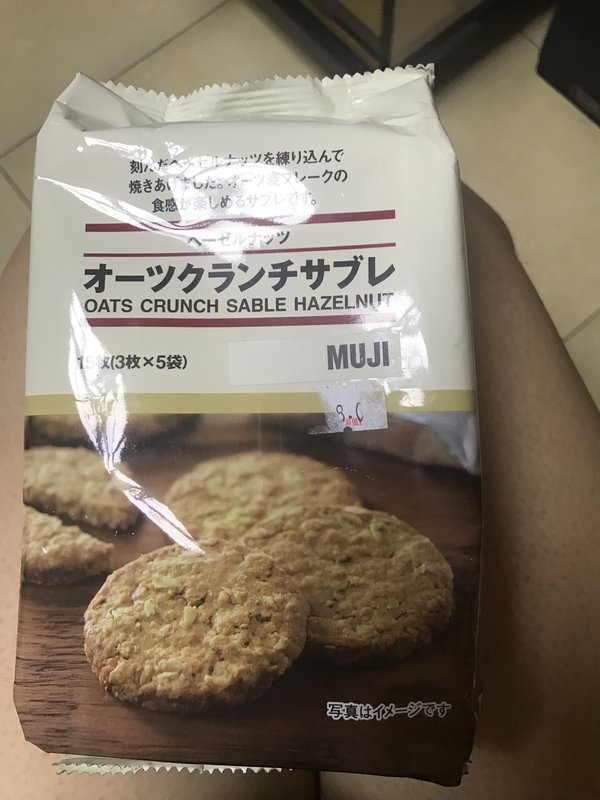 刻んだヘーゼルナッツを練り込んで
焼きあげました。オーツ麦フレークの
食感が楽しめるサブレです。
ヘーゼルナッツ
オーツクランチサブレ
OATS CRUNCH SABLE HAZELNUT
15枚(3枚×5袋)
MUJI
写真はイメージです